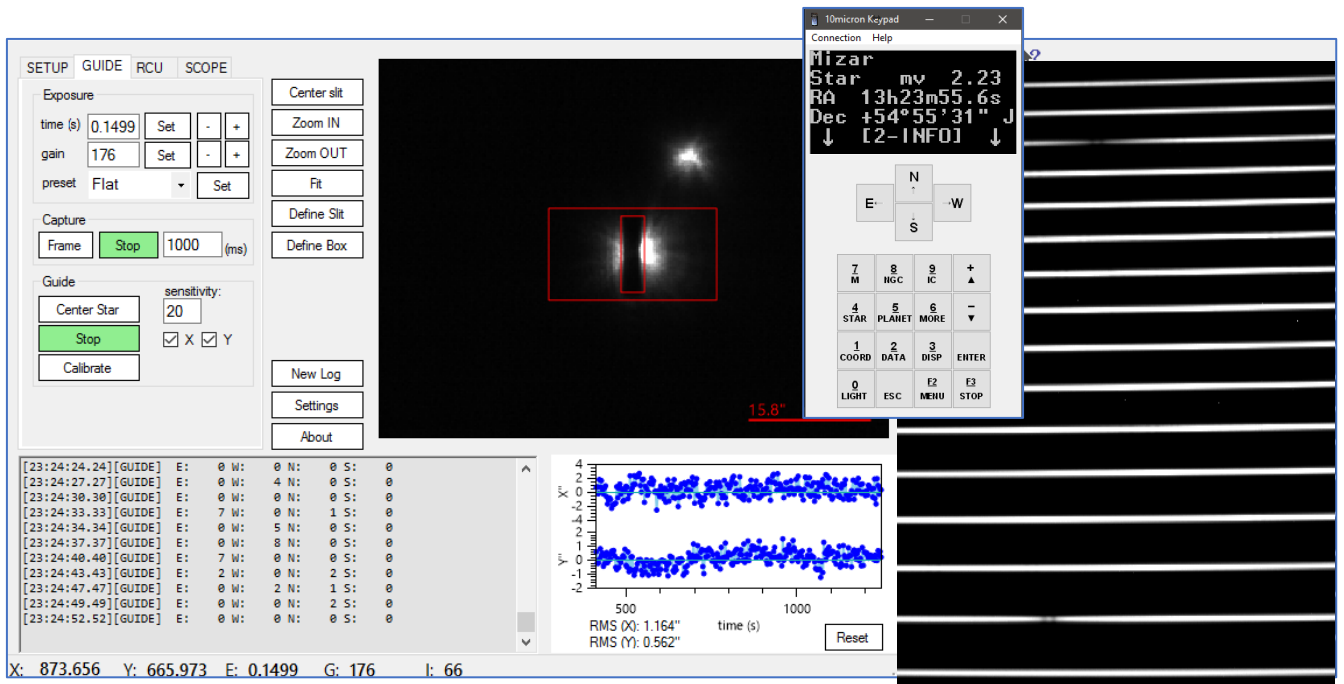 10micron Keypad
Connection Help
Mizar
Star mv 2.23
RA 13h23m55.6s
Dec +54°55'31" J
↓ [2-INFO] ↓
N
↑
E← →W
↓
S
7 8 9 +
M NGC IC ▲
4 5 6 -
STAR PLANET MORE ▼
1 2 3
COORD DATA DISP ENTER
0 F2 F3
LIGHT ESC MENU STOP
SETUP GUIDE RCU SCOPE
Exposure
time (s) 0.1499 Set - +
gain 176 Set - +
preset Flat Set
Capture
Frame Stop 1000 (ms)
Guide
sensitivity:
Center Star 20
Stop X Y
Calibrate
Center slit
Zoom IN
Zoom OUT
Fit
Define Slit
Define Box
New Log
Settings
About
15.8"
[23:24:24.24][GUIDE] E: 0 W: 0 N: 0 S: 0
[23:24:27.27][GUIDE] E: 0 W: 4 N: 0 S: 0
[23:24:30.30][GUIDE] E: 0 W: 0 N: 0 S: 0
[23:24:33.33][GUIDE] E: 7 W: 0 N: 1 S: 0
[23:24:34.34][GUIDE] E: 0 W: 5 N: 0 S: 0
[23:24:37.37][GUIDE] E: 0 W: 8 N: 0 S: 0
[23:24:40.40][GUIDE] E: 7 W: 0 N: 0 S: 0
[23:24:43.43][GUIDE] E: 2 W: 0 N: 2 S: 0
[23:24:47.47][GUIDE] E: 0 W: 2 N: 1 S: 0
[23:24:49.49][GUIDE] E: 0 W: 0 N: 2 S: 0
[23:24:52.52][GUIDE] E: 0 W: 0 N: 0 S: 0
X"
4
2
0
-2
-4
Y"
2
1
0
-1
-2
500 1000
time (s)
RMS (X): 1.164"
RMS (Y): 0.562"
Reset
X: 873.656 Y: 665.973 E: 0.1499 G: 176 I: 66